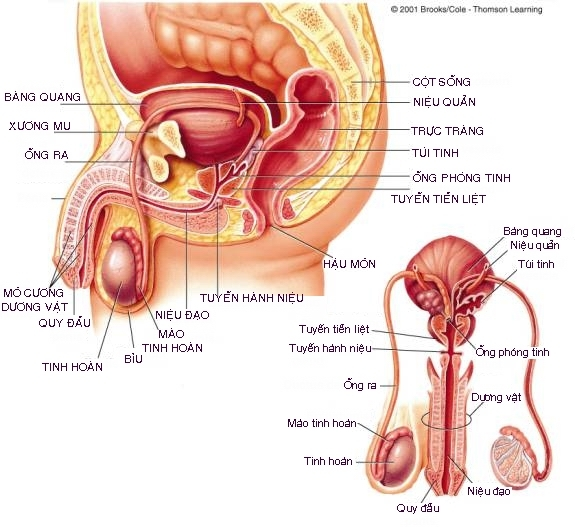 © 2001 Brooks/Cole - Thomson Learning
CỘT SỐNG
BÀNG QUANG
NIỆU QUẢN
XƯƠNG MU
TRỰC TRÀNG
ỐNG RA
TÚI TINH
ỐNG PHÓNG TINH
TUYẾN TIỀN LIỆT
HẬU MÔN
MÔ CƯƠNG
DƯƠNG VẬT
QUY ĐẦU
TUYẾN HÀNH NIỆU
NIỆU ĐẠO
MÀO
TINH HOÀN
TINH HOÀN
BÌU
Bàng quang
Niệu quản
Túi tinh
Tuyến tiền liệt
Tuyến hành niệu
Ống phóng tinh
Ống ra
Dương vật
Mào tinh hoàn
Tinh hoàn
Niệu đạo
Quy đầu